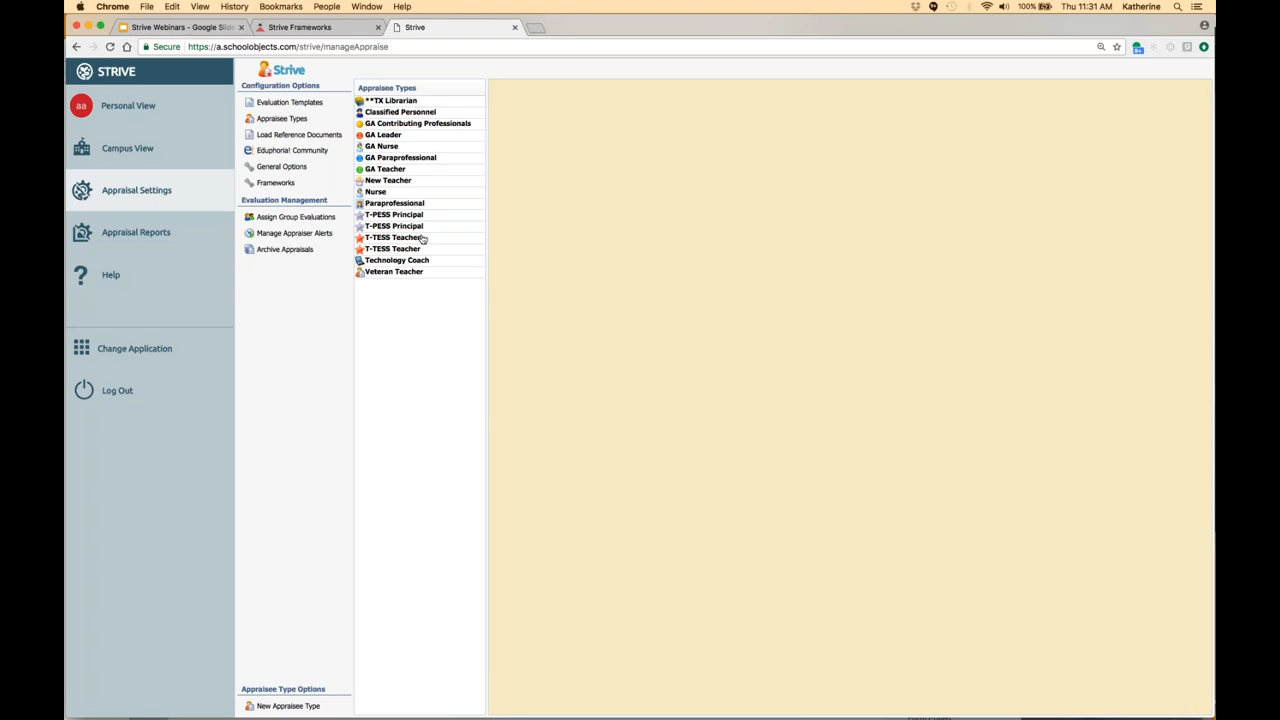 Chrome File Edit View History Bookmarks People Window Help 100% Thu 11:31 AM Katherine
Strive Webinars - Google Slide Strive Frameworks Strive
Secure https://a.schoolobjects.com/strive/manageAppraise
STRIVE
aa Personal View
Campus View
Appraisal Settings
Appraisal Reports
Help
Change Application
Log Out
Strive
Configuration Options
Evaluation Templates
Appraisee Types
Load Reference Documents
Eduphoria! Community
General Options
Frameworks
Evaluation Management
Assign Group Evaluations
Manage Appraiser Alerts
Archive Appraisals
Appraisee Type Options
New Appraisee Type
Appraisee Types
**TX Librarian
Classified Personnel
GA Contributing Professionals
GA Leader
GA Nurse
GA Paraprofessional
GA Teacher
New Teacher
Nurse
Paraprofessional
T-PESS Principal
T-PESS Principal
T-TESS Teacher
T-TESS Teacher
Technology Coach
Veteran Teacher